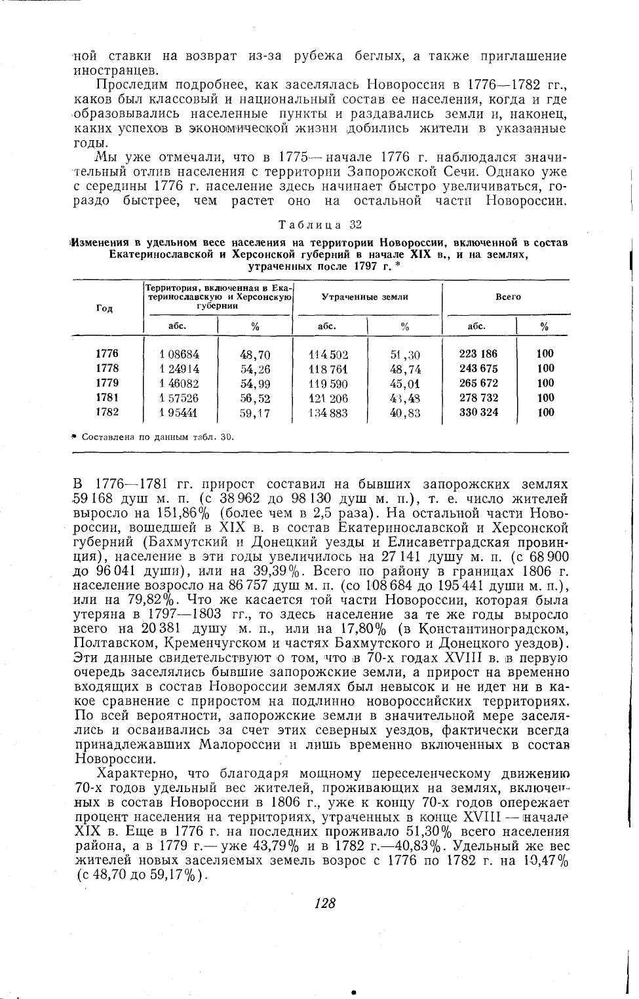 ной ставки на возврат из-за рубежа беглых, а также приглашение
иностранцев.
Проследим подробнее, как заселялась Новороссия в 1776—1782 гг.,
каков был классовый и национальный состав ее населения, когда и где
образовывались населенные пункты и раздавались земли и, наконец,
каких успехов в экономической жизни добились жители в указанные
годы.
Мы уже отмечали, что в 1775—начале 1776 г. наблюдался значи-
тельный отлив населения с территории Запорожской Сечи. Однако уже
с середины 1776 г. население здесь начинает быстро увеличиваться, го-
раздо быстрее, чем растет оно на остальной части Новороссии.
Таблица 32
Изменения в удельном весе населения на территории Новороссии, включенной в состав
Екатеринославской и Херсонской губерний в начале XIX в., и на землях,
утраченных после 1797 г. *
Год | Территория, включенная в Ека-
теринославскую и Херсонскую
губернии | Утраченные земли | Всего
абс. | % | абс. | % | абс. | %
1776 | 1 08684 | 48,70 | 114 502 | 51,30 | 223 186 | 100
1778 | 1 24914 | 54,26 | 118 761 | 48,74 | 243 675 | 100
1779 | 1 46082 | 54,99 | 119 590 | 45,01 | 265 672 | 100
1781 | 1 57526 | 56,52 | 121 206 | 43,48 | 278 732 | 100
1782 | 1 95441 | 59,17 | 134 883 | 40,83 | 330 324 | 100
* Составлена по данным табл. 30.
В 1776—1781 гг. прирост составил на бывших запорожских землях
59 168 душ м. п. (с 38 962 до 98 130 душ м. п.), т. е. число жителей
выросло на 151,86% (более чем в 2,5 раза). На остальной части Ново-
россии, вошедшей в XIX в. в состав Екатеринославской и Херсонской
губерний (Бахмутский и Донецкий уезды и Елисаветградская провин-
ция), население в эти годы увеличилось на 27 141 душу м. п. (с 68 900
до 96 041 души), или на 39,39%. Всего по району в границах 1806 г.
население возросло на 86 757 душ м. п. (со 108 684 до 195 441 души м. п.),
или на 79,82%. Что же касается той части Новороссии, которая была
утеряна в 1797—1803 гг., то здесь население за те же годы выросло
всего на 20 381 душу м. п., или на 17,80% (в Константиноградском,
Полтавском, Кременчугском и частях Бахмутского и Донецкого уездов).
Эти данные свидетельствуют о том, что в 70-х годах XVIII в. в первую
очередь заселялись бывшие запорожские земли, а прирост на временно
входящих в состав Новороссии землях был невысок и не идет ни в ка-
кое сравнение с приростом на подлинно новороссийских территориях.
По всей вероятности, запорожские земли в значительной мере заселя-
лись и осваивались за счет этих северных уездов, фактически всегда
принадлежавших Малороссии и лишь временно включенных в состав
Новороссии.
Характерно, что благодаря мощному переселенческому движению
70-х годов удельный вес жителей, проживающих на землях, включен-
ных в состав Новороссии в 1806 г., уже к концу 70-х годов опережает
процент населения на территориях, утраченных в конце XVIII — начале
XIX в. Еще в 1776 г. на последних проживало 51,30% всего населения
района, а в 1779 г.—уже 43,79% и в 1782 г.—40,83%. Удельный же вес
жителей новых заселяемых земель возрос с 1776 по 1782 г. на 10,47%
(с 48,70 до 59,17%).
128